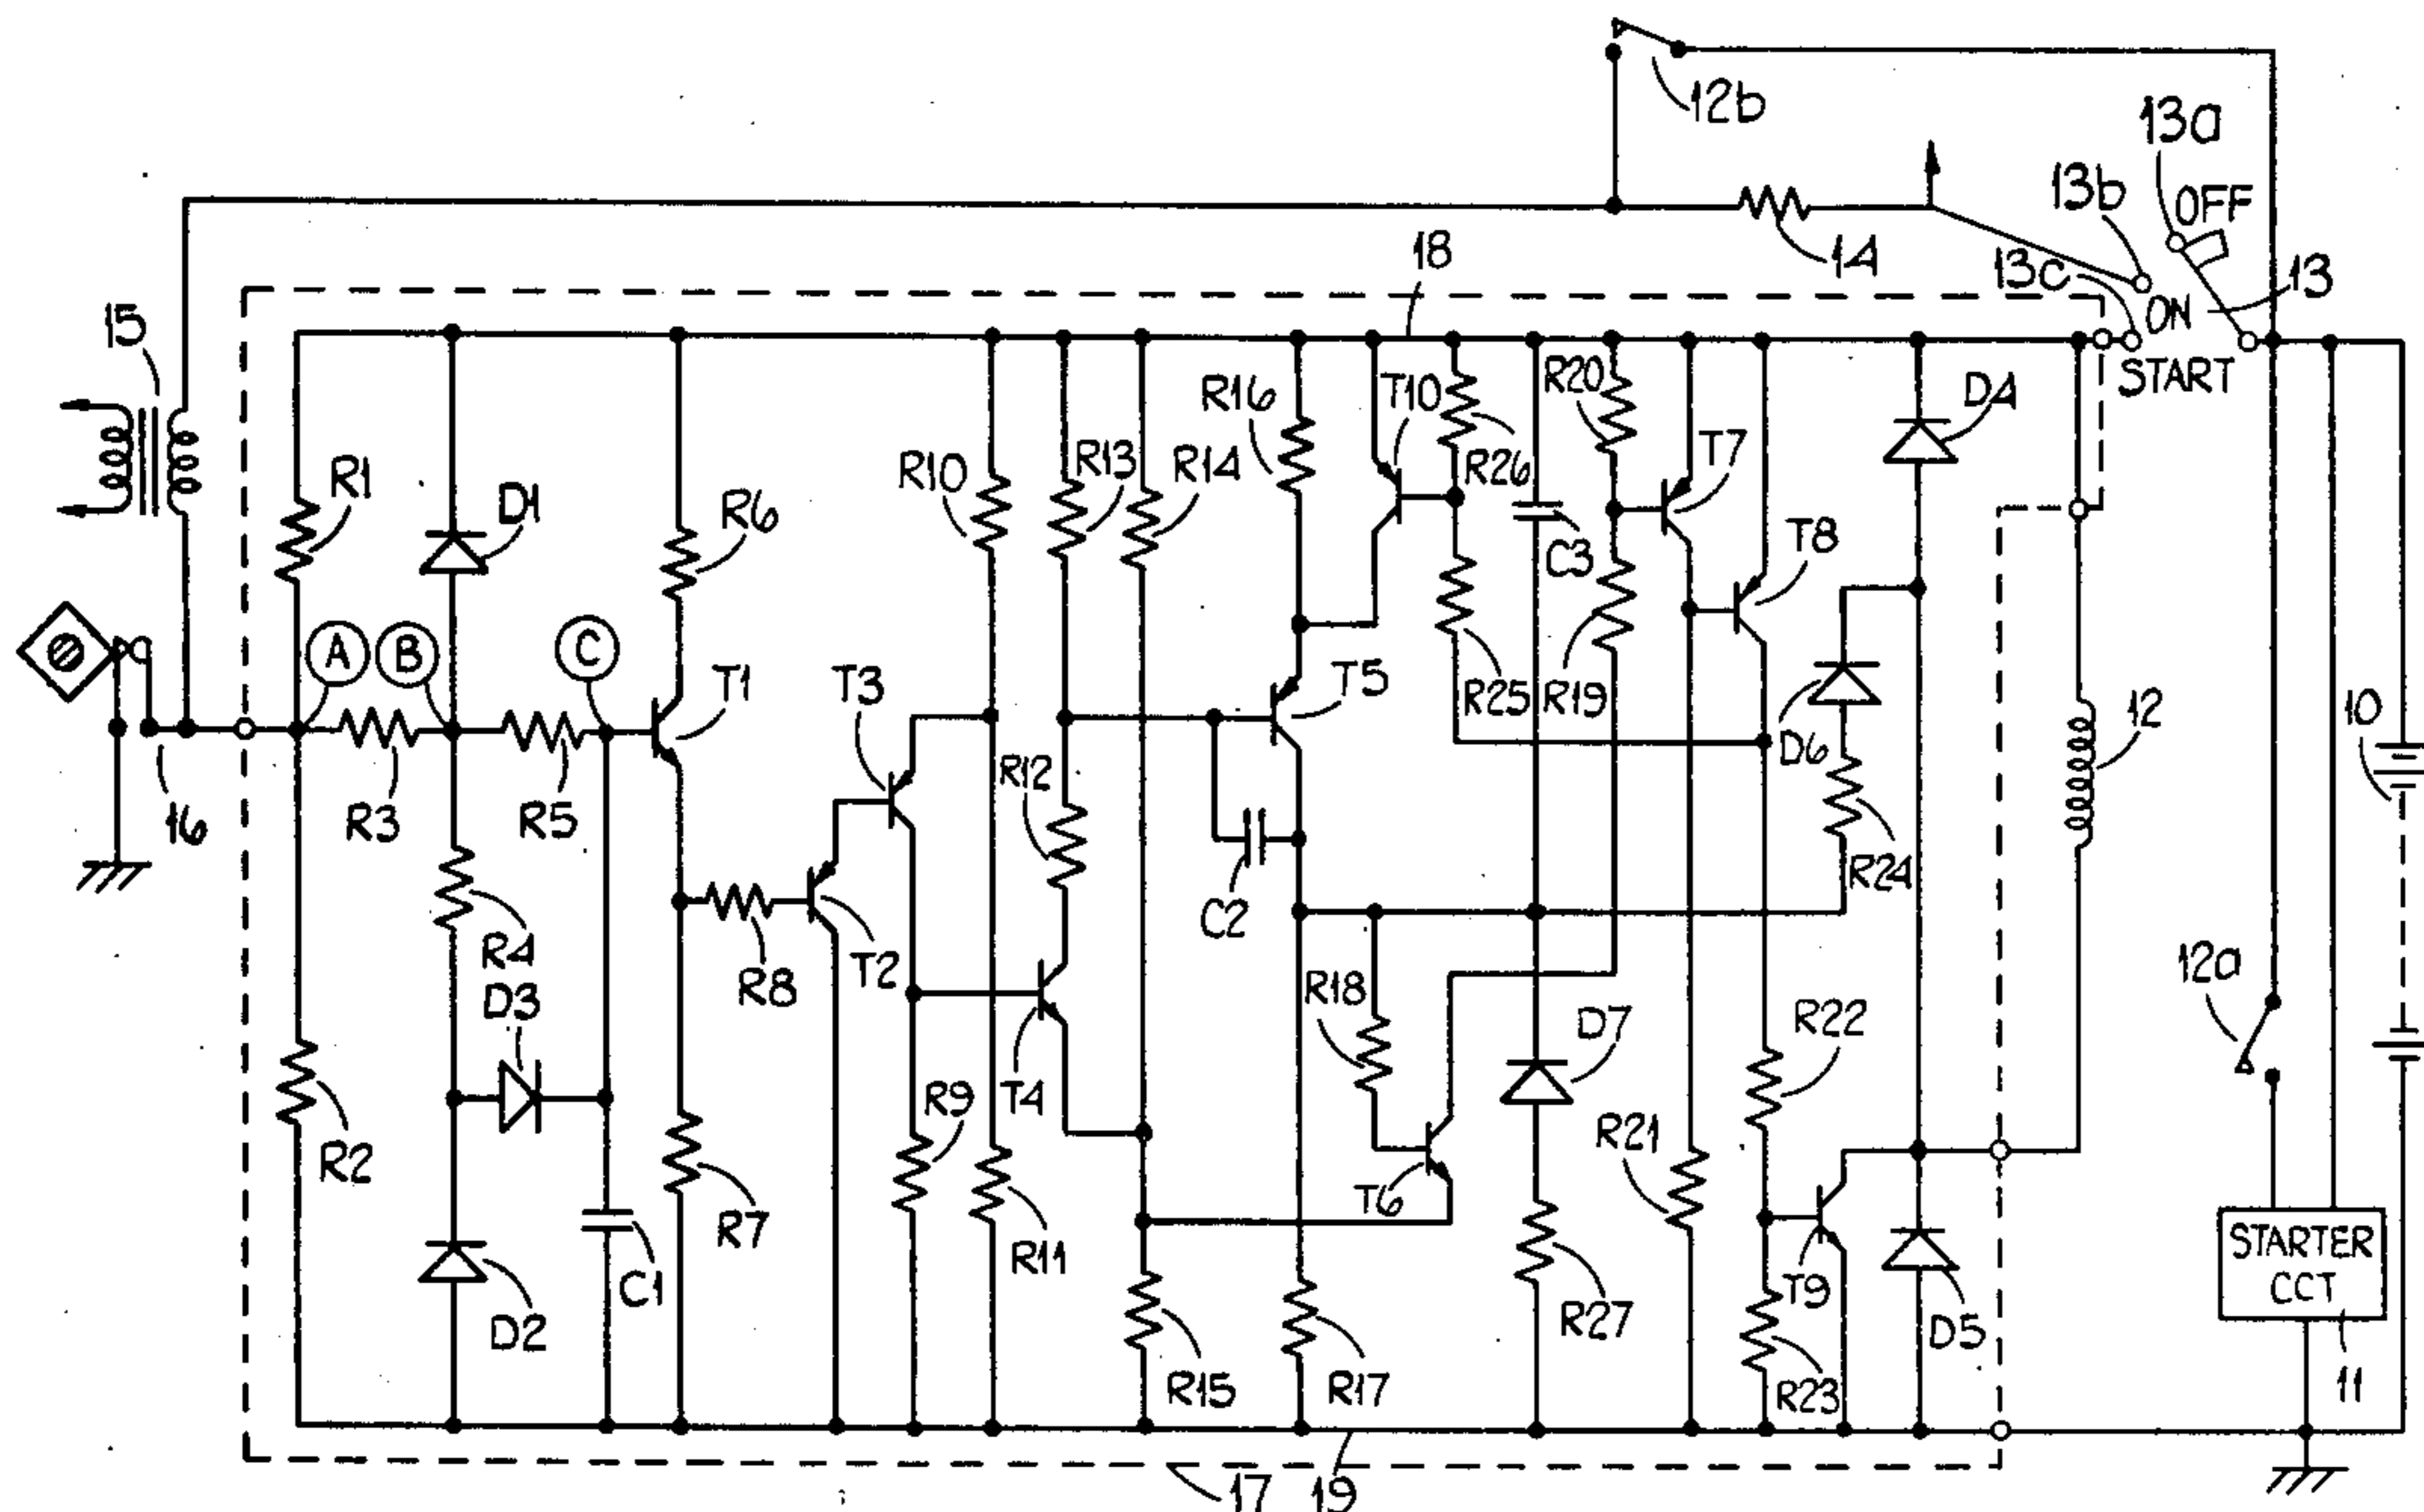 12b
13a
13b
OFF
18
14
13c
13
ON
15
START
R20
T10
D4
R16
R1
D1
R10
R13
R14
R26
T7
R6
C3
T8
A
B
C
T1
T3
T5
R25
R19
12
10
D6
R12
R3
R5
16
R24
C2
R4
R8
T2
12a
D3
R18
D7
R22
R9
T4
R2
R21
T6
R7
R11
STARTER
CCT
C1
T9
D2
R27
D5
R15
R17
R23
11
17
19